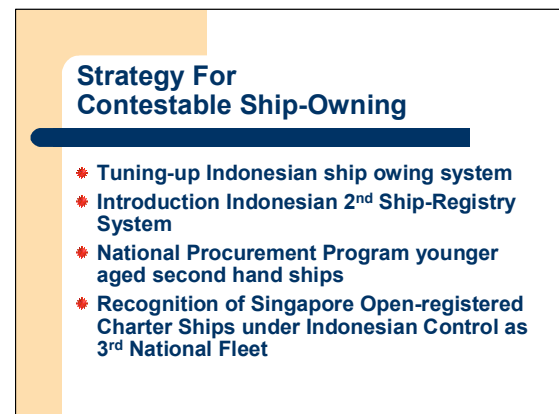 Strategy For
Contestable Ship-Owning
Tuning-up Indonesian ship owing system
Introduction Indonesian 2nd Ship-Registry
System
National Procurement Program younger
aged second hand ships
Recognition of Singapore Open-registered
Charter Ships under Indonesian Control as
3rd National Fleet